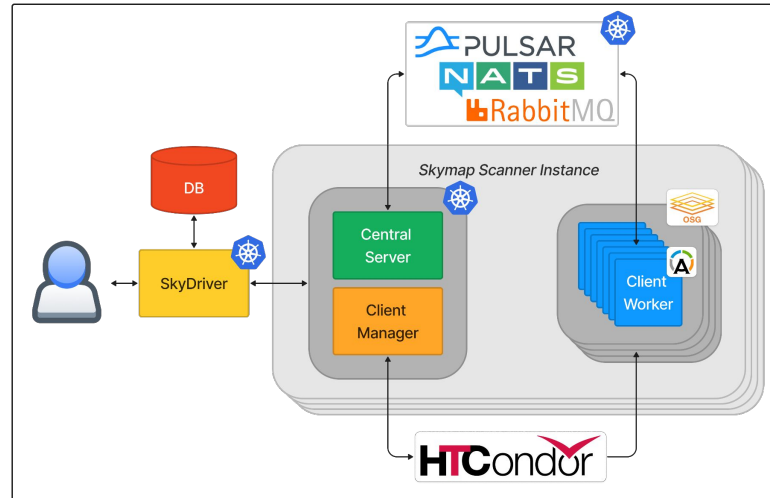 PULSAR
NATS
RabbitMQ
Skymap Scanner Instance
DB
OSG
Central
Server
A
SkyDriver
Client
Worker
Client
Manager
HTCondor